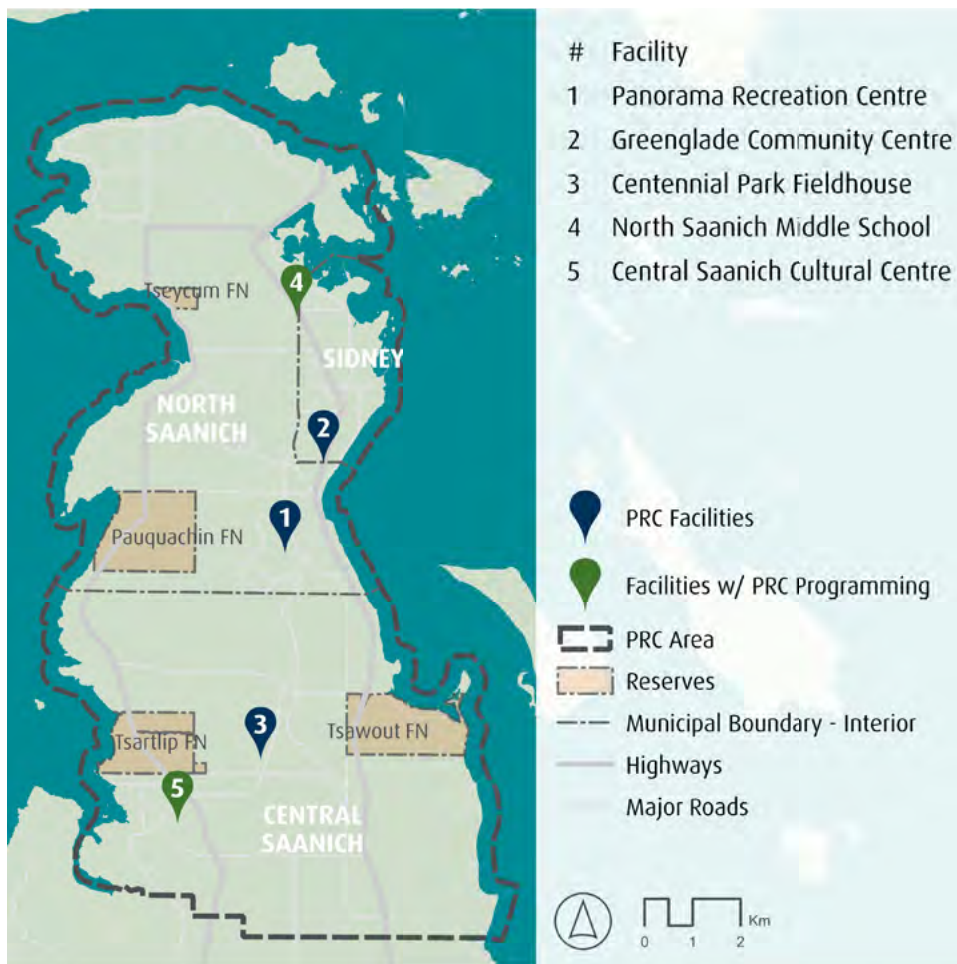 # Facility
1 Panorama Recreation Centre
2 Greenglade Community Centre
3 Centennial Park Fieldhouse
4 North Saanich Middle School
5 Central Saanich Cultural Centre
Tseycum FN
4
SIDNEY
NORTH
SAANICH
2
1
Pauquachin FN
3
Tsartlip FN
Tsawout FN
5
CENTRAL
SAANICH
PRC Facilities
Facilities w/ PRC Programming
PRC Area
Reserves
Municipal Boundary - Interior
Highways
Major Roads
Km
0 1 2